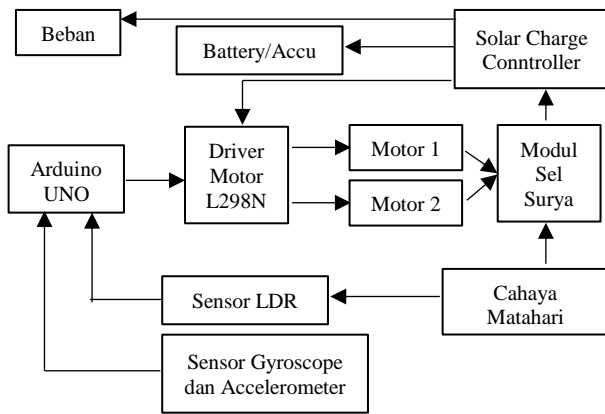 Beban
Battery/Accu
Solar Charge
Conntroller
Arduino
UNO
Driver
Motor
L298N
Motor 1
Motor 2
Modul
Sel
Surya
Sensor LDR
Cahaya
Matahari
Sensor Gyroscope
dan Accelerometer